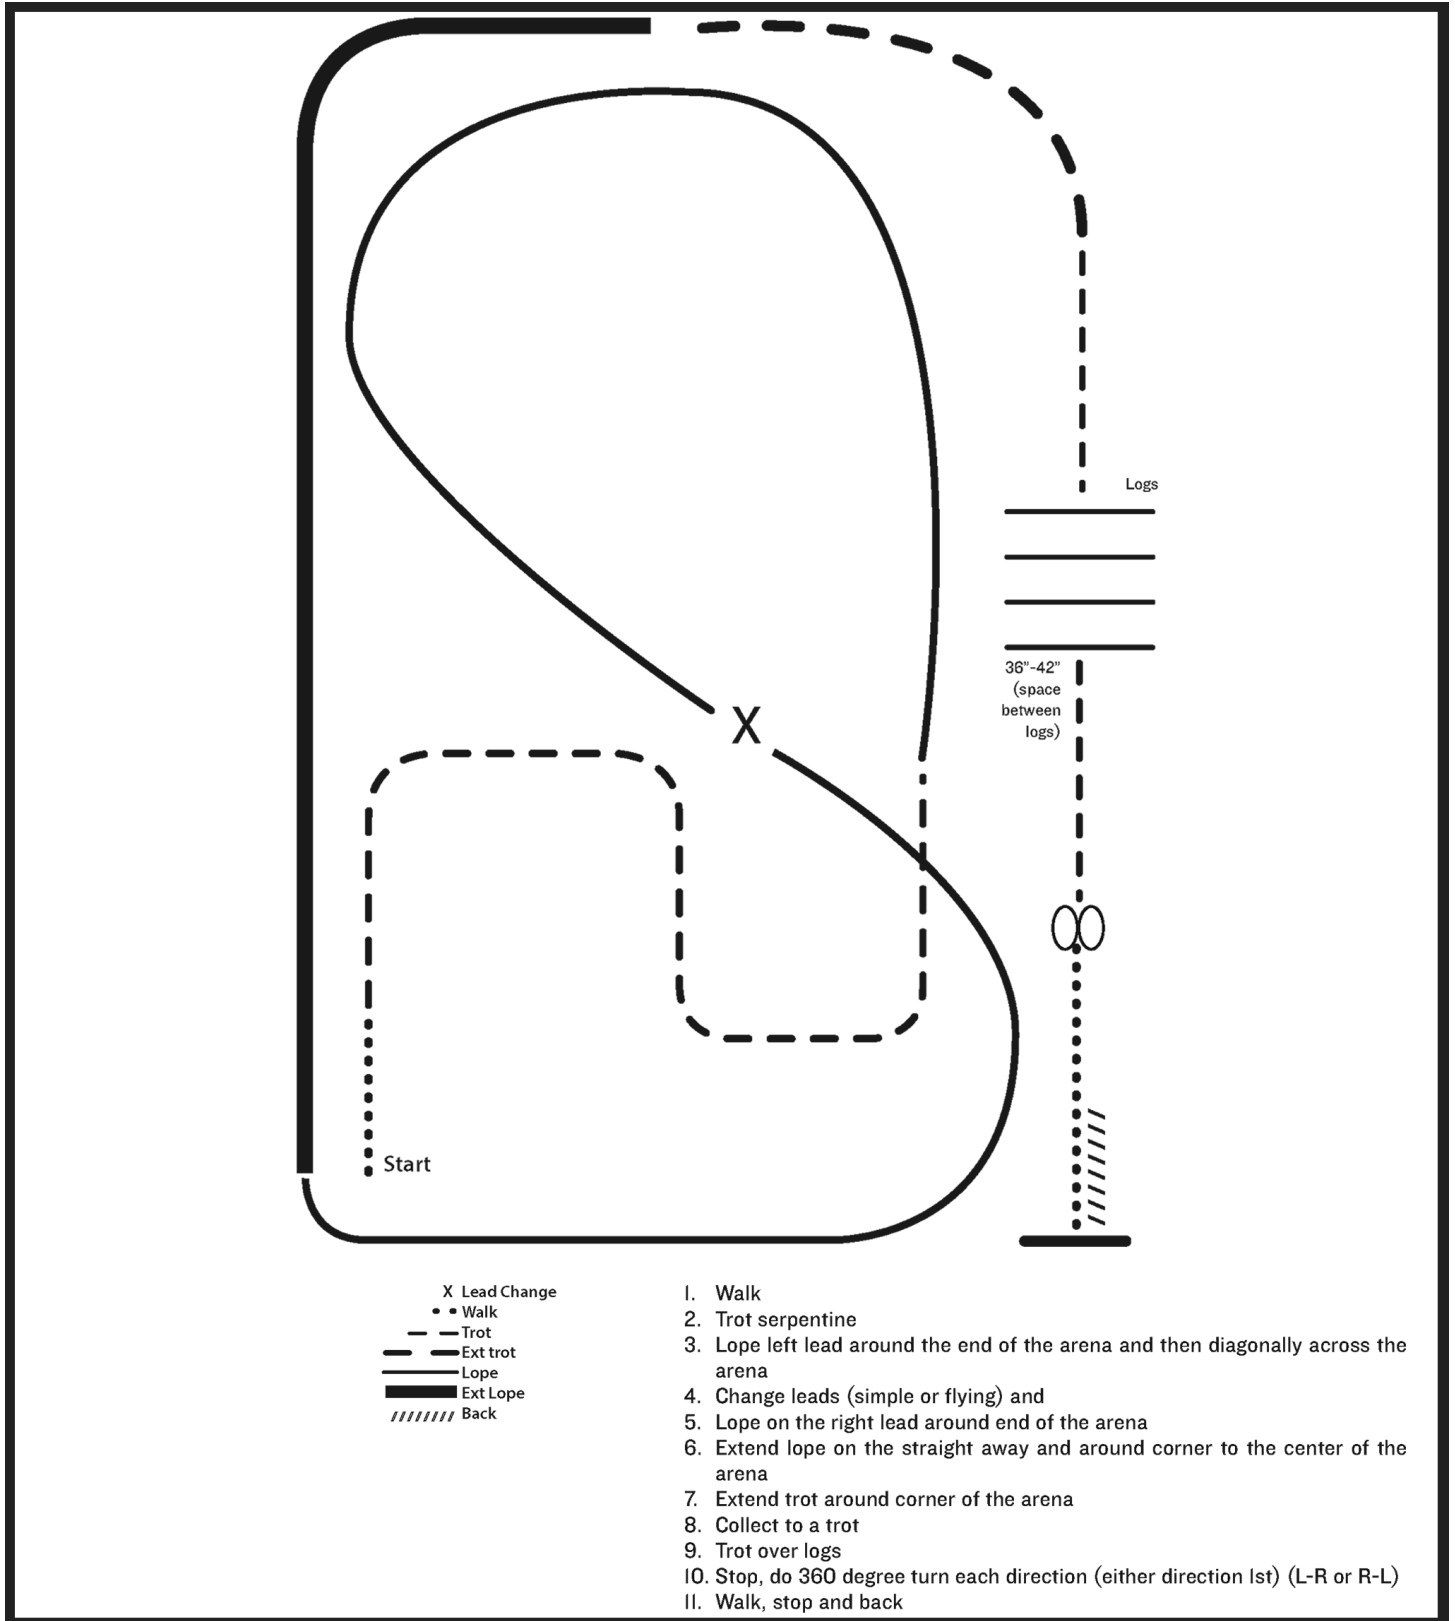 Logs
36"-42"
(space
between
logs)
X
Start
X Lead Change
Walk
Trot
Ext trot
Lope
Ext Lope
Back
1. Walk
2. Trot serpentine
3. Lope left lead around the end of the arena and then diagonally across the
arena
4. Change leads (simple or flying) and
5. Lope on the right lead around end of the arena
6. Extend lope on the straight away and around corner to the center of the
arena
7. Extend trot around corner of the arena
8. Collect to a trot
9. Trot over logs
10. Stop, do 360 degree turn each direction (either direction 1st) (L-R or R-L)
11. Walk, stop and back